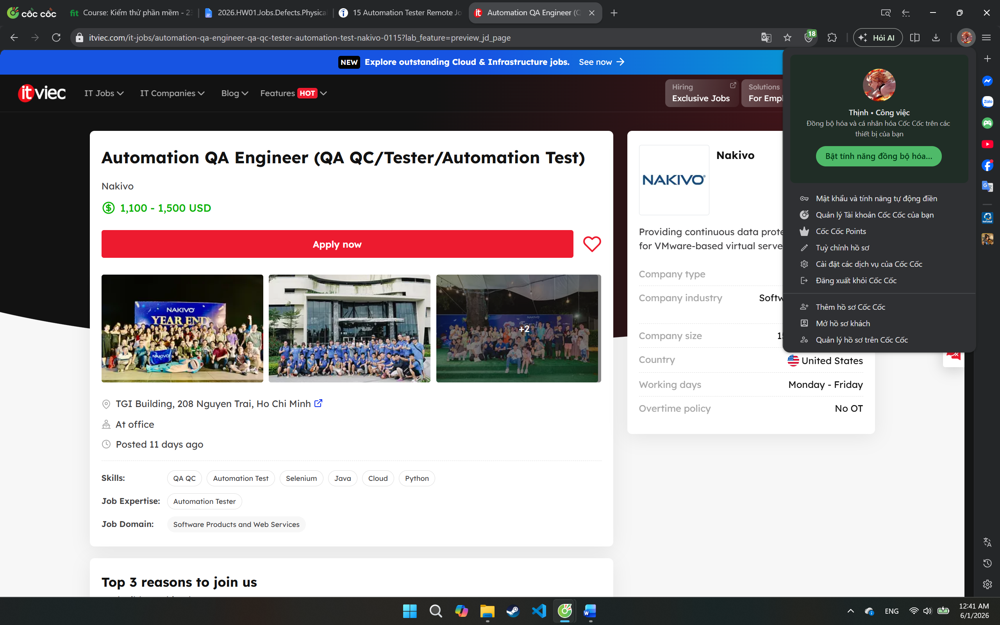 cốc cốc
fit Course: Kiểm thử phần mềm - 23
2026.HW01.Jobs.Defects.Physical
15 Automation Tester Remote Jo
Automation QA Engineer (Q
itviec.com/it-jobs/automation-qa-engineer-qa-qc-tester-automation-test-nakivo-0115?lab_feature=preview_jd_page
18
Hỏi AI
NEW Explore outstanding Cloud & Infrastructure jobs. See now
itviec
IT Jobs
IT Companies
Blog
Features HOT
Hiring
Exclusive Jobs
Solutions
For Empl
Automation QA Engineer (QA QC/Tester/Automation Test)
Nakivo
1,100 - 1,500 USD
Apply now
NAKIVO
YEAR END
NAKIVO
NAKIVO
+2
TGI Building, 208 Nguyen Trai, Ho Chi Minh
At office
Posted 11 days ago
Skills: QA QC Automation Test Selenium Java Cloud Python
Job Expertise: Automation Tester
Job Domain: Software Products and Web Services
Top 3 reasons to join us
NAKIVO
Nakivo
Providing continuous data prote
for VMware-based virtual serve
Company type
Company industry Softw
Company size 15
Country United States
Working days Monday - Friday
Overtime policy No OT
Thịnh • Công việc
Đồng bộ hóa và cá nhân hóa Cốc Cốc trên các
thiết bị của bạn
Bật tính năng đồng bộ hóa...
Mật khẩu và tính năng tự động điền
Quản lý Tài khoản Cốc Cốc của bạn
Cốc Cốc Points
Tuỳ chỉnh hồ sơ
Cài đặt các dịch vụ của Cốc Cốc
Đăng xuất khỏi Cốc Cốc
Thêm hồ sơ Cốc Cốc
Mở hồ sơ khách
Quản lý hồ sơ trên Cốc Cốc
Zalo
ENG
12:41 AM
6/1/2026